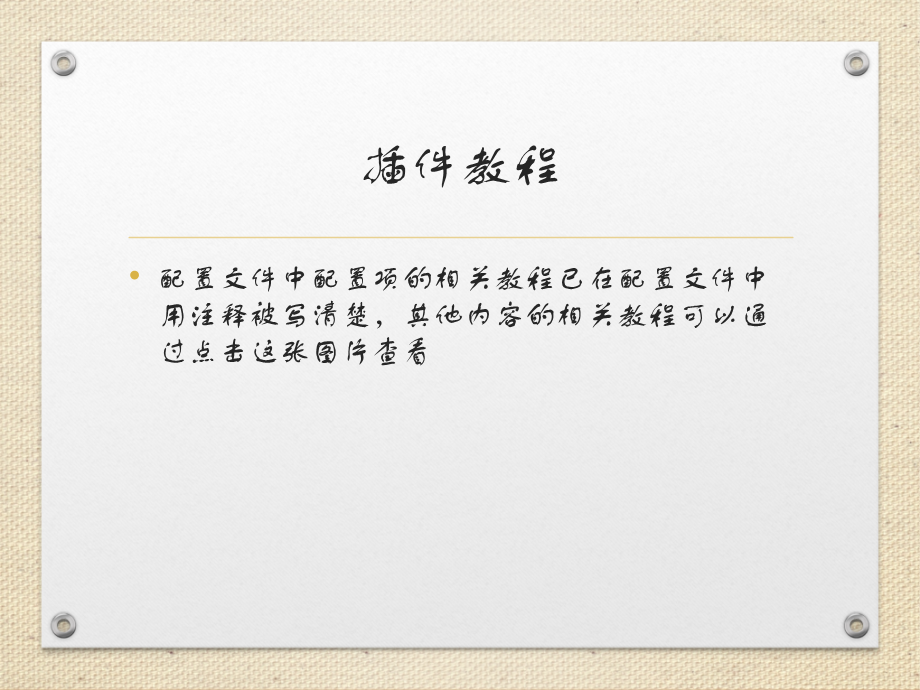 插件教程
配置文件中配置项的相关教程已在配置文件中
用注释被写清楚，其他内容的相关教程可以通
过点击这张图片查看